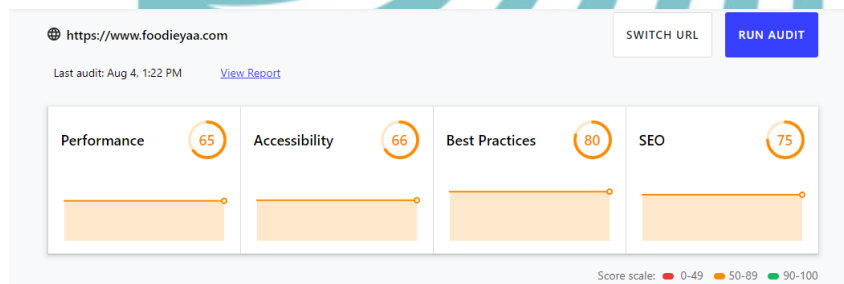 https://www.foodieyaa.com
SWITCH URL
RUN AUDIT
Last audit: Aug 4, 1:22 PM
View Report
Performance
65
Accessibility
66
Best Practices
80
SEO
75
Score scale: 0-49 50-89 90-100